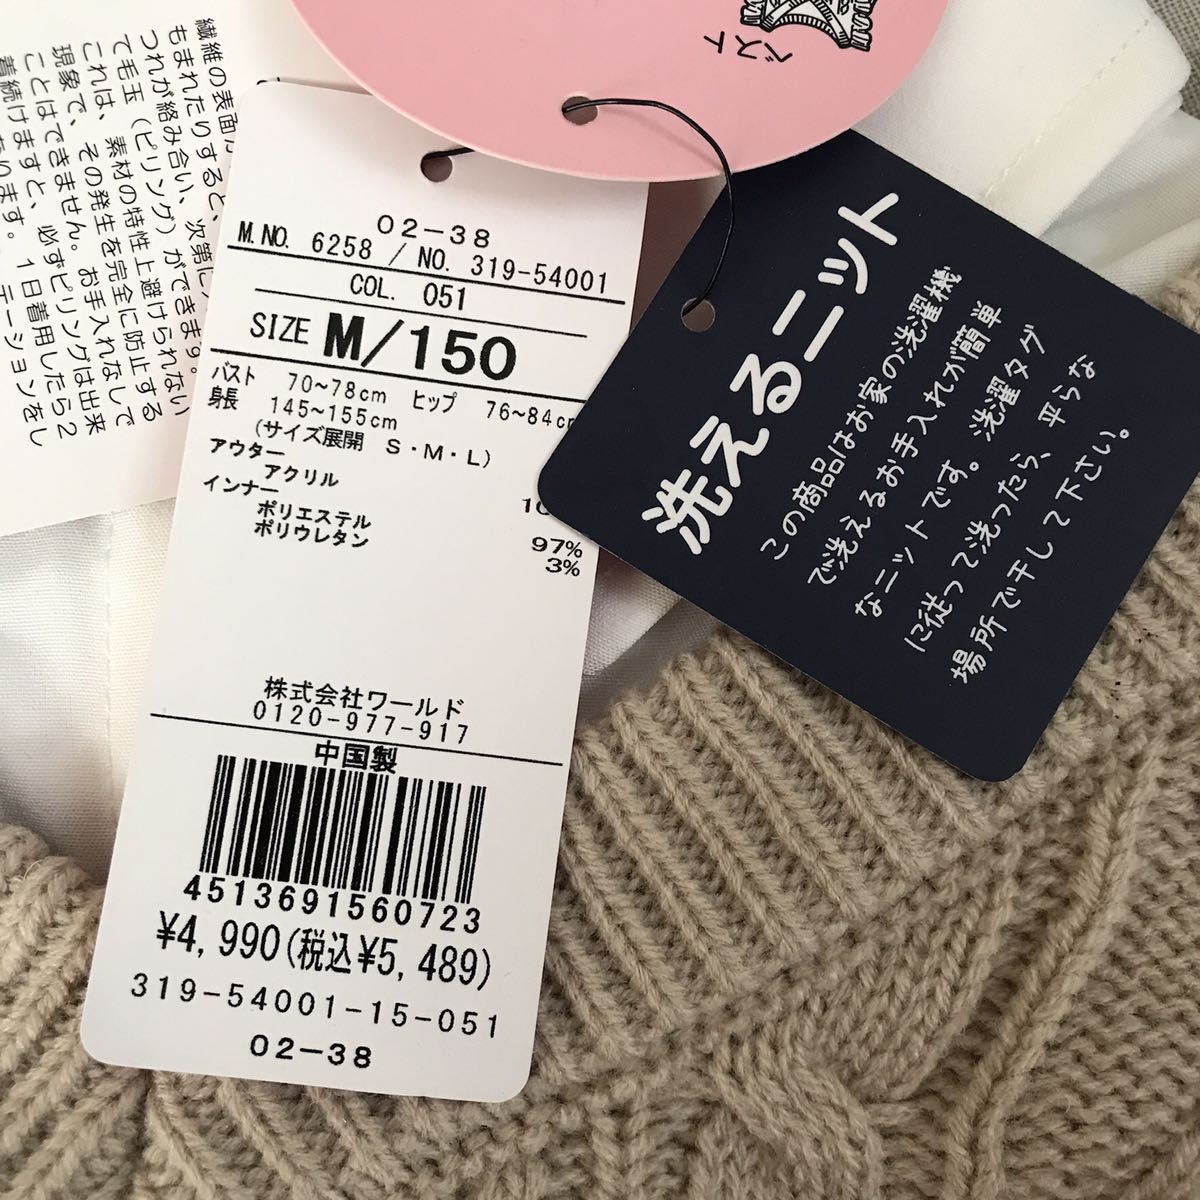 ベスト
繊維の表面
もまれたりすると、次第に
つれが絡み合い、
て毛玉（ピリング）ができます。
これは、素材の特性上避けられない
現象で、その発生を完全に防止する
ことはできません。お手入れなしで
着続けますと、必ずピリングは出来
ます。1日着用したら2
ーションをし
02-38
M.NO. 6258 / NO. 319-54001
COL. 051
SIZE M/150
バスト 70~78cm ヒップ 76~84c
身長 145~155cm
(サイズ展開 S・M・L)
アウター
アクリル 10
インナー
ポリエステル 97%
ポリウレタン 3%
株式会社ワールド
0120-977-917
中国製
4513691560723
¥4,990(税込¥5,489)
319-54001-15-051
02-38
洗えるニット
この商品はお家の洗濯機
で洗えるお手入れが簡単
なニットです。洗濯タグ
に従って洗ったら、平らな
場所で干して下さい。